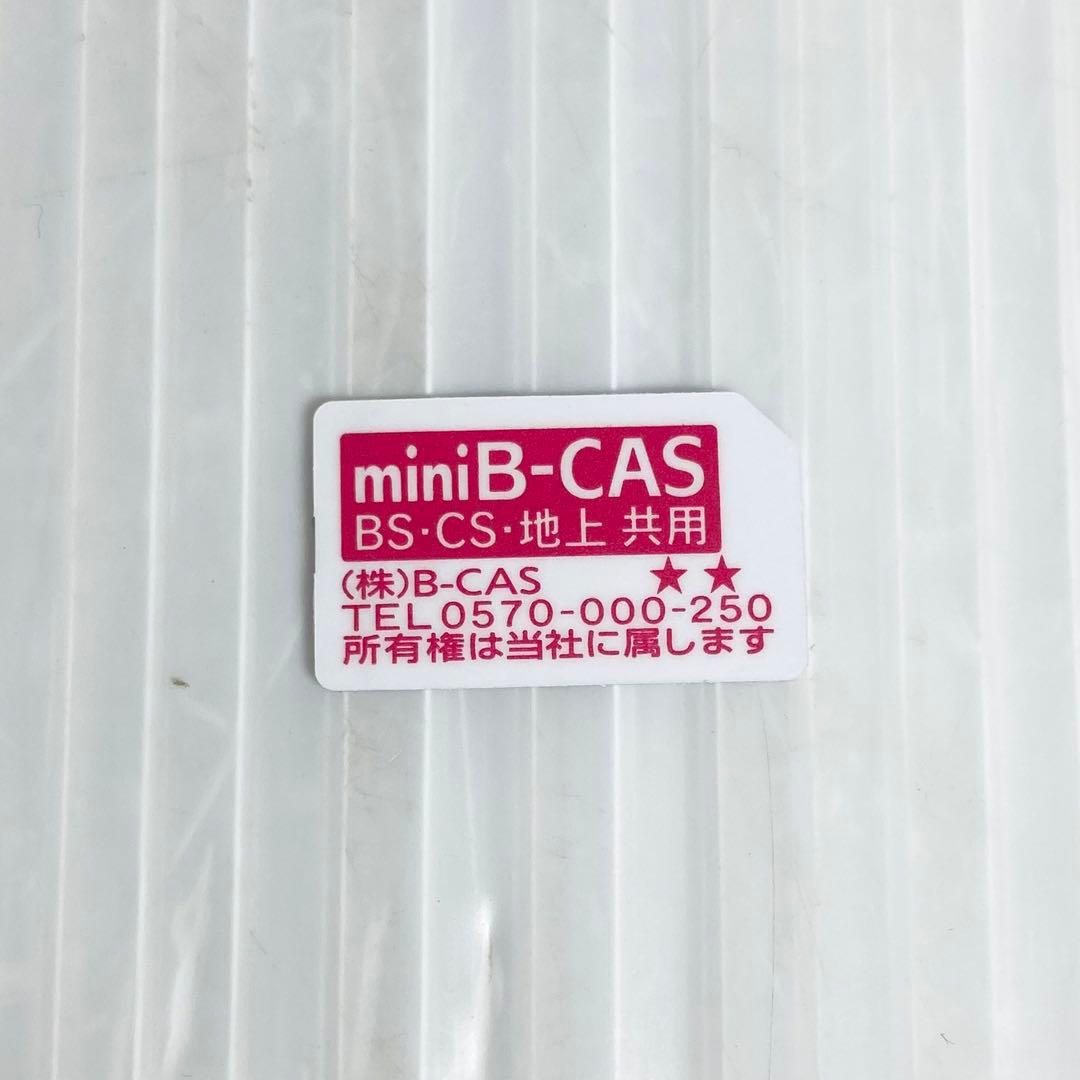 miniB-CAS
BS・CS・地上 共用
(株)B-CAS ★★
TEL0570-000-250
所有権は当社に属します